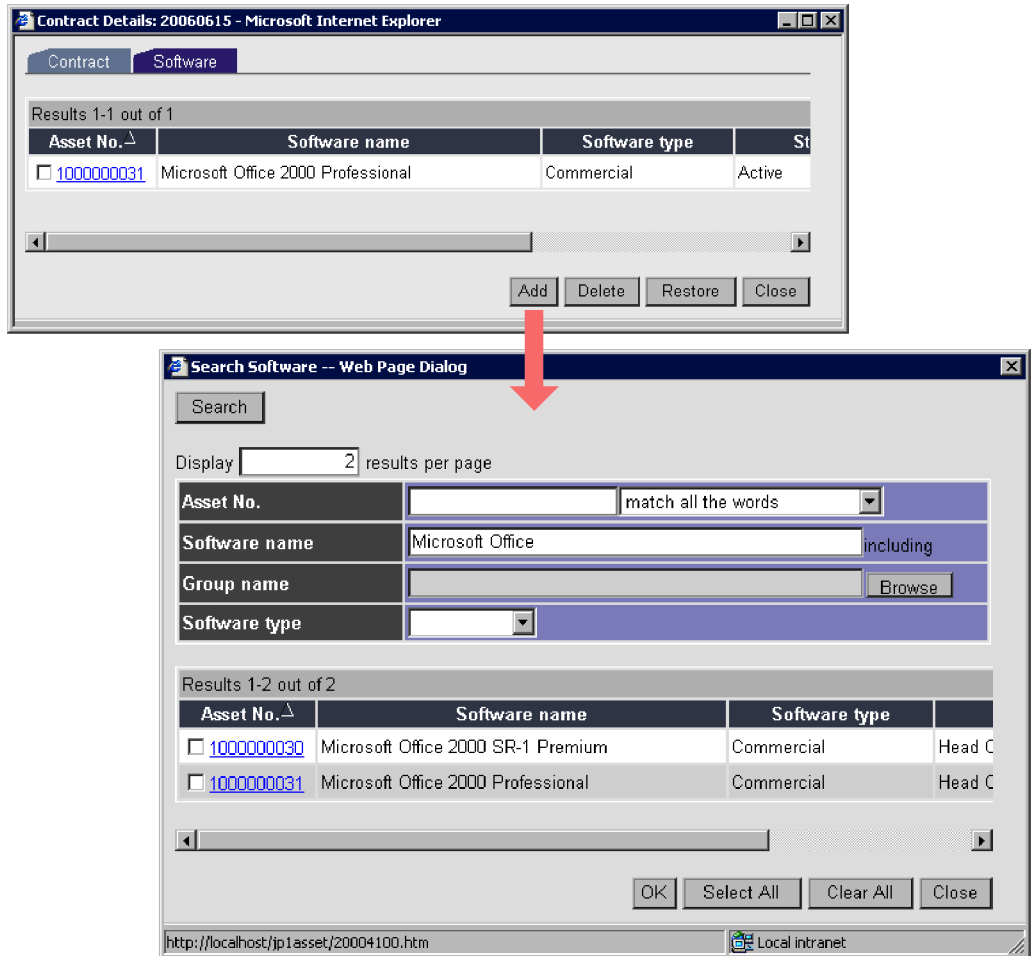 Contract Details: 20060615 - Microsoft Internet Explorer
Contract Software
Results 1-1 out of 1
Asset No. Software name Software type St
1000000031 Microsoft Office 2000 Professional Commercial Active
Add Delete Restore Close
Search Software -- Web Page Dialog
Search
Display 2 results per page
Asset No. match all the words
Software name Microsoft Office including
Group name Browse
Software type
Results 1-2 out of 2
Asset No. Software name Software type
1000000030 Microsoft Office 2000 SR-1 Premium Commercial Head C
1000000031 Microsoft Office 2000 Professional Commercial Head C
OK Select All Clear All Close
http://localhost/jp1asset/20004100.htm Local intranet